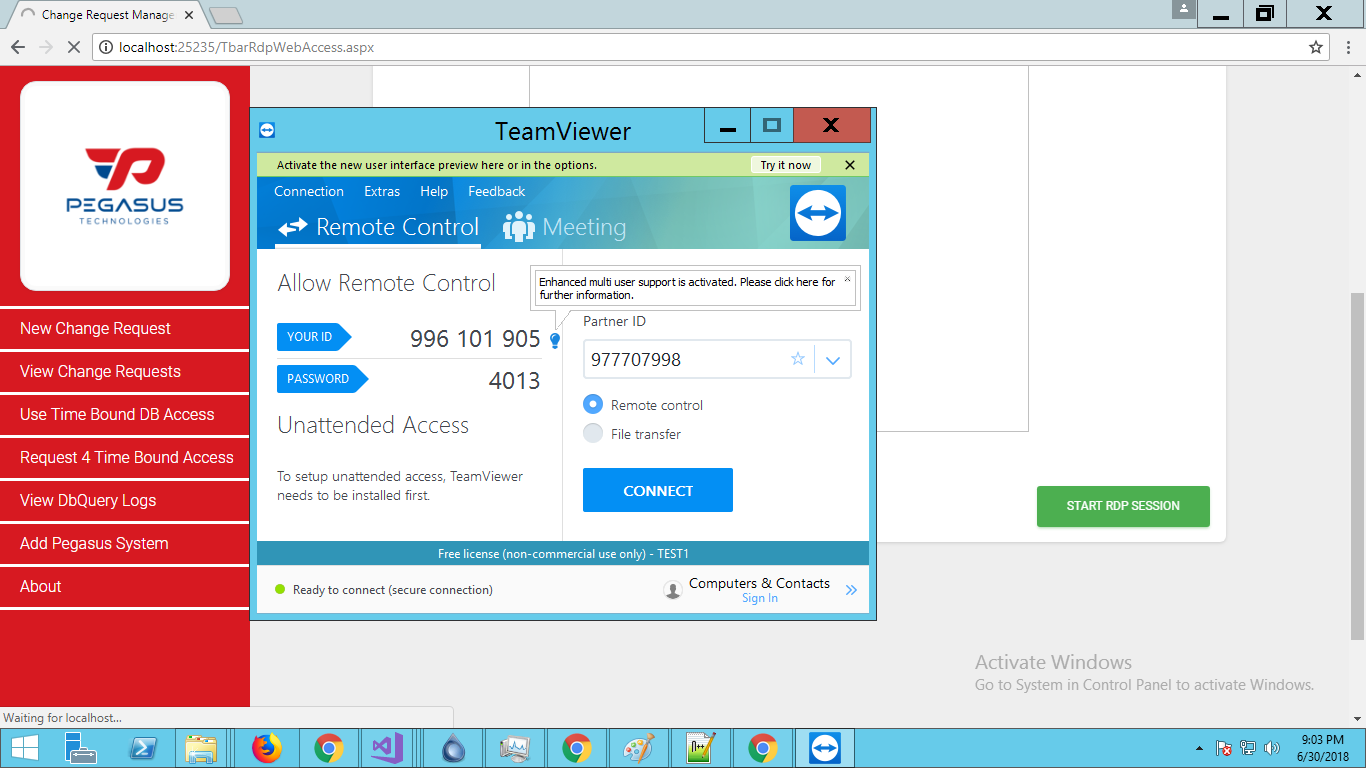 Change Request Manage
localhost:25235/TbarRdpWebAccess.aspx
PEGASUS
TECHNOLOGIES
New Change Request
View Change Requests
Use Time Bound DB Access
Request 4 Time Bound Access
View DbQuery Logs
Add Pegasus System
About
TeamViewer
Activate the new user interface preview here or in the options.
Try it now
Connection Extras Help Feedback
Remote Control Meeting
Allow Remote Control
Enhanced multi user support is activated. Please click here for
further information.
YOUR ID 996 101 905
PASSWORD 4013
Unattended Access
To setup unattended access, TeamViewer
needs to be installed first.
Partner ID
977707998
Remote control
File transfer
CONNECT
Free license (non-commercial use only) - TEST1
Ready to connect (secure connection)
Computers & Contacts
Sign In
START RDP SESSION
Activate Windows
Go to System in Control Panel to activate Windows.
Waiting for localhost...
9:03 PM
6/30/2018